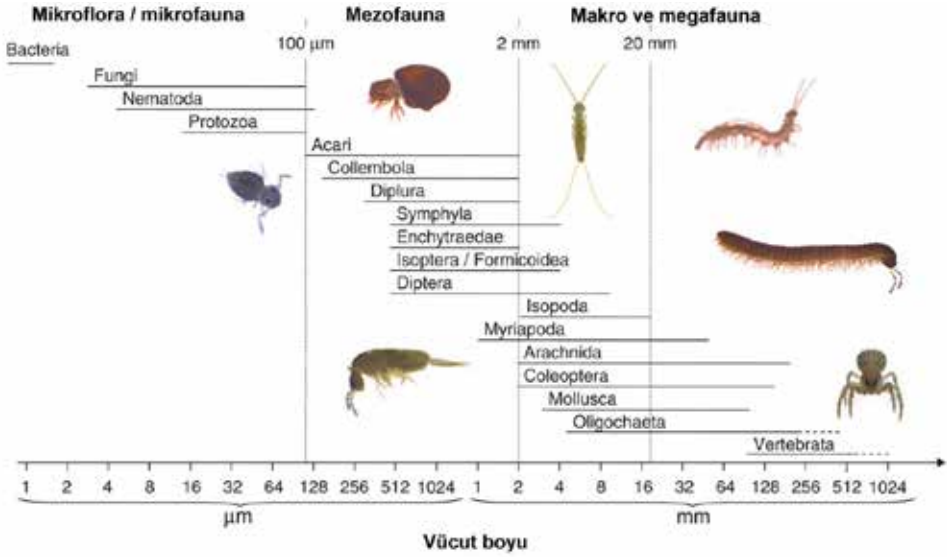 Mikroflora / mikrofauna Mezofauna Makro ve megafauna
100 µm 2 mm 20 mm
Bacteria
Fungi
Nematoda
Protozoa
Acari
Collembola
Diplura
Symphyla
Enchytraedae
Isoptera / Formicoidea
Diptera
Isopoda
Myriapoda
Arachnida
Coleoptera
Mollusca
Oligochaeta
Vertebrata
1 2 4 8 16 32 64 128 256 512 1024 1 2 4 8 16 32 64 128 256 512 1024
µm mm
Vücut boyu